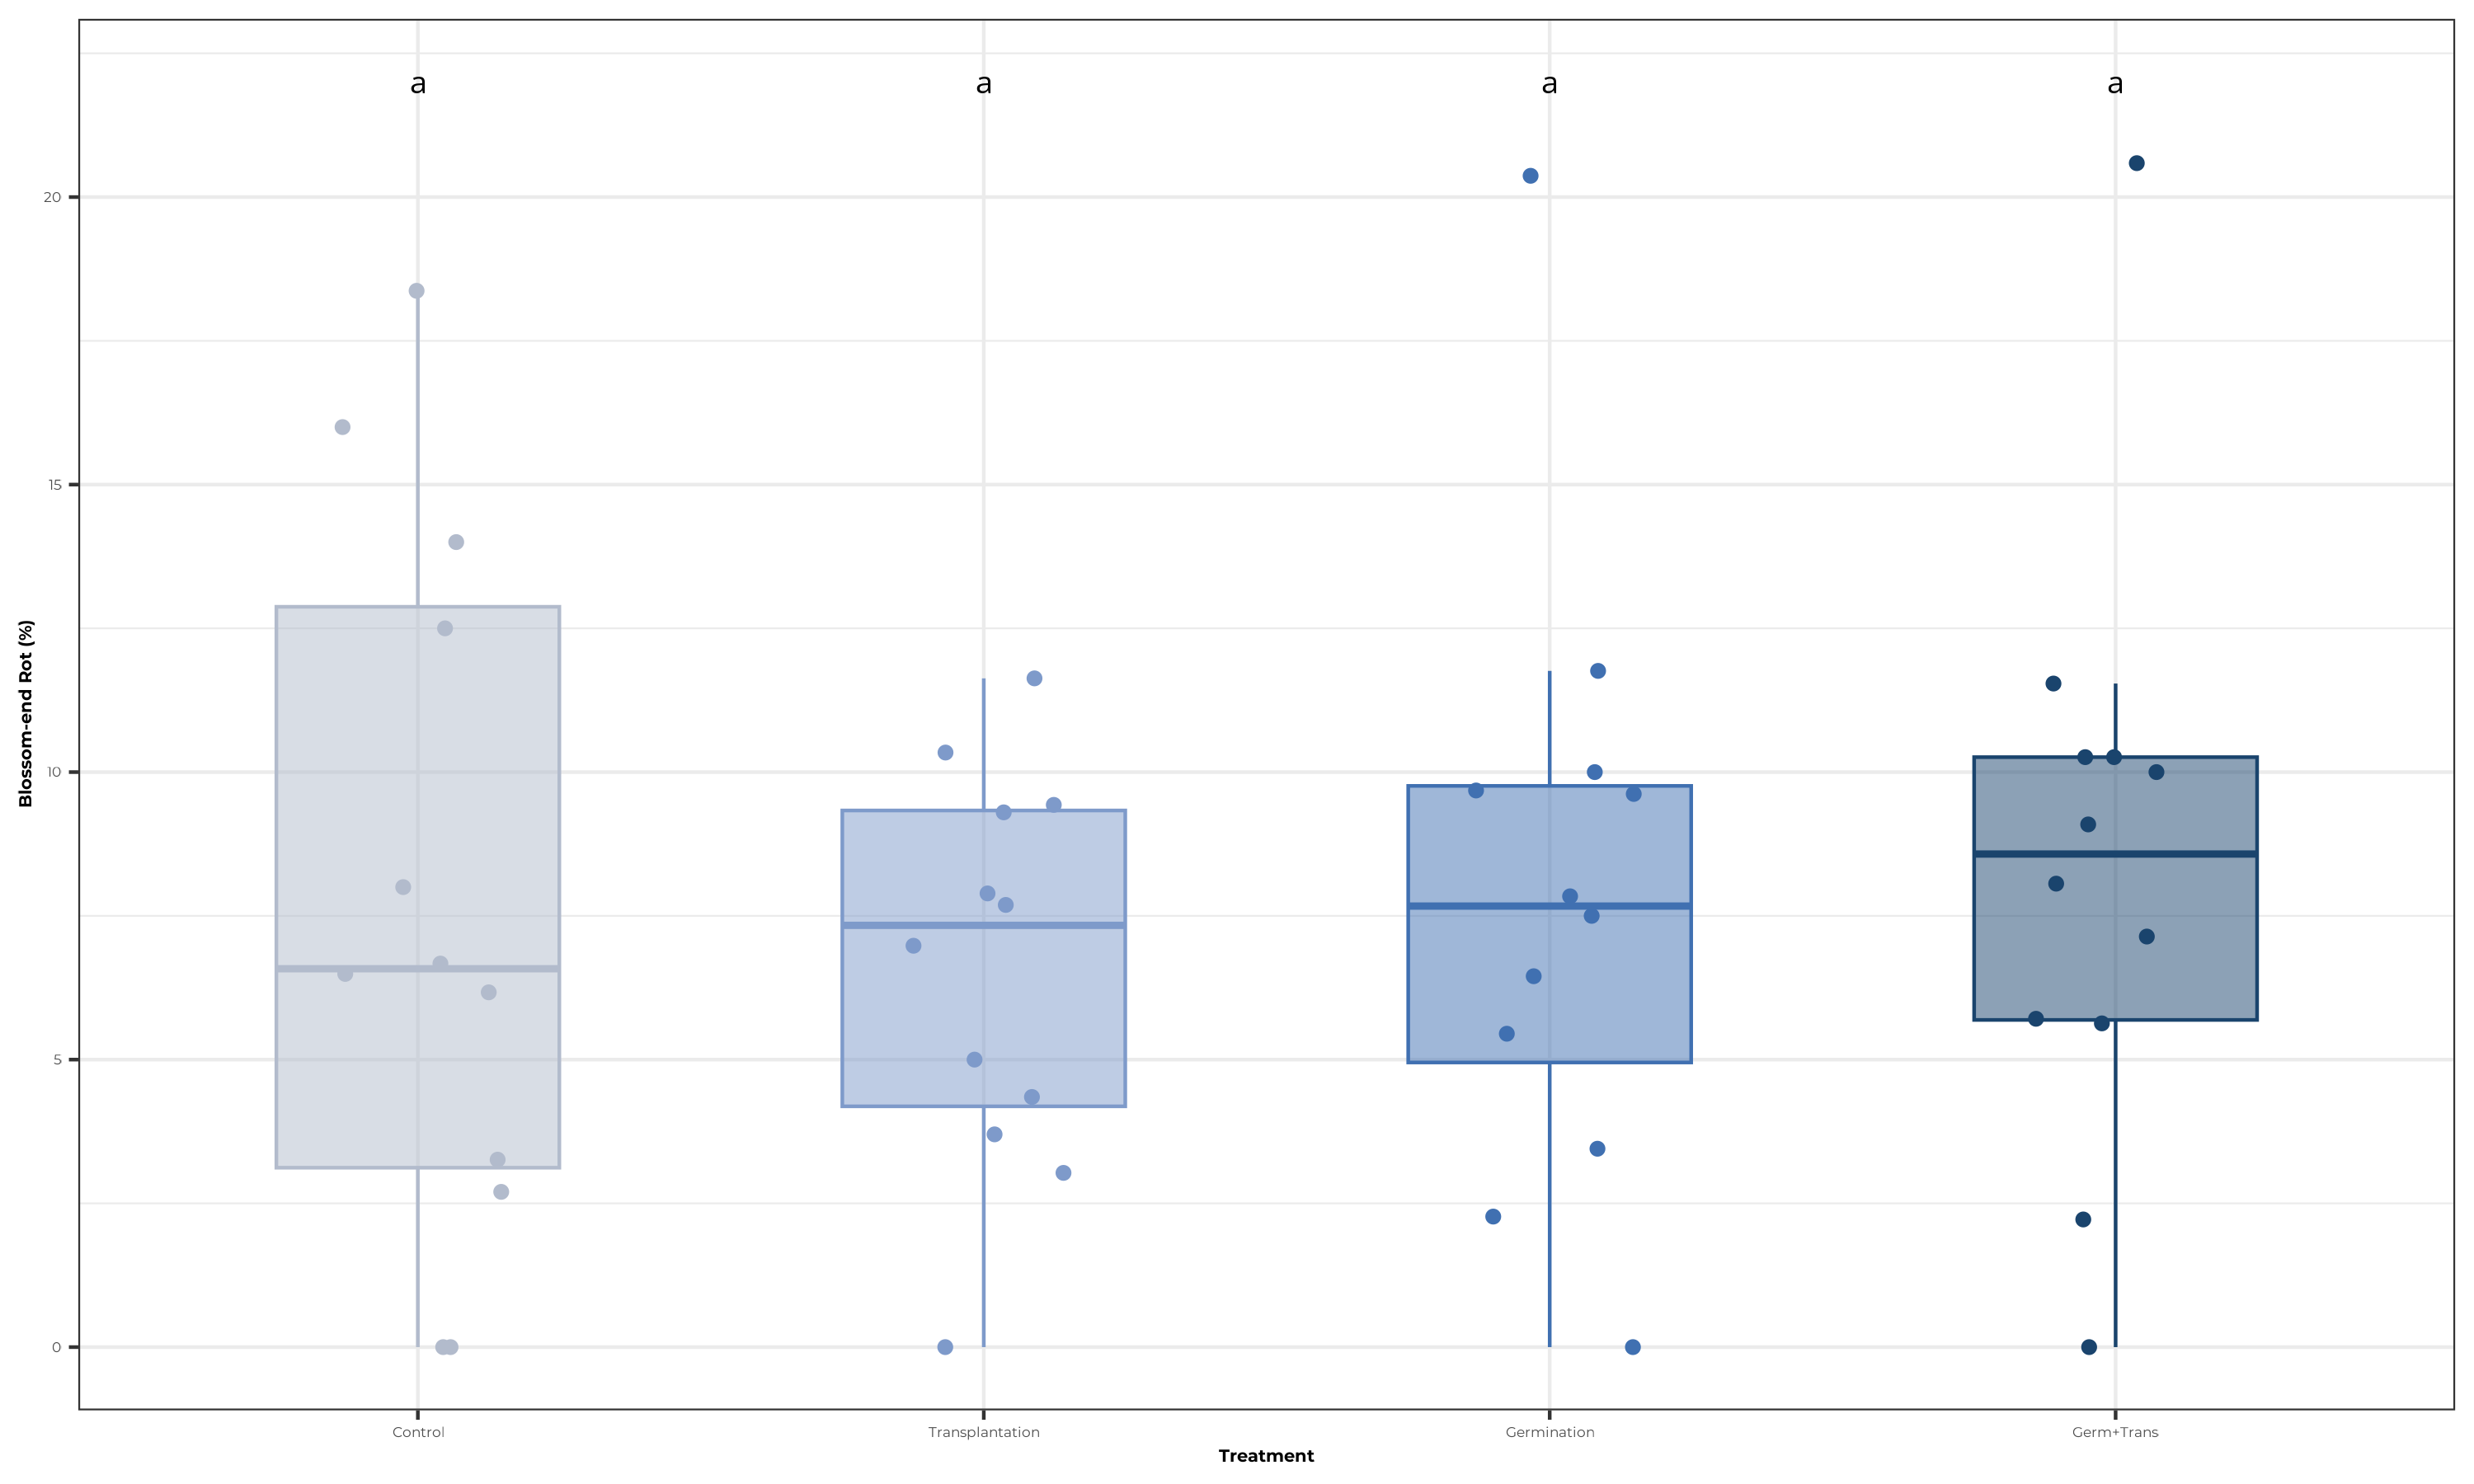 a a a a
20
15
10
5
0
Blossom-end Rot (%)
Control Transplantation Germination Germ+Trans
Treatment